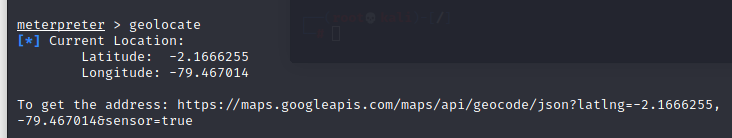 meterpreter > geolocate
[*] Current Location:
Latitude:  -2.1666255
Longitude: -79.467014
To get the address: https://maps.googleapis.com/maps/api/geocode/json?latlng=-2.1666255,
-79.467014&sensor=true